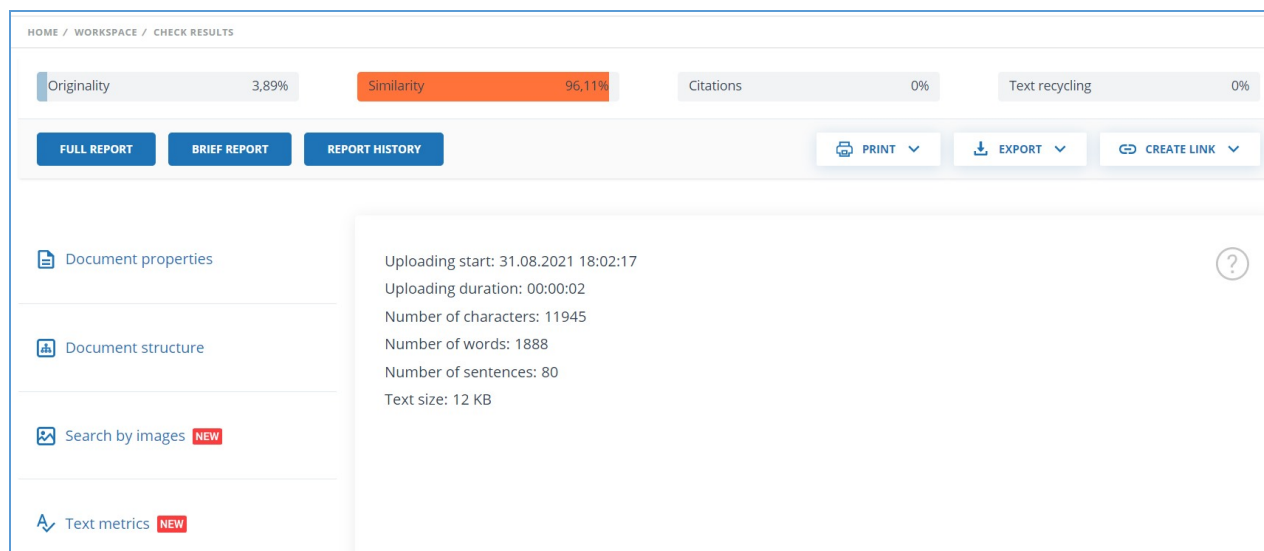 HOME / WORKSPACE / CHECK RESULTS
Originality 3,89% Similarity 96,11% Citations 0% Text recycling 0%
FULL REPORT BRIEF REPORT REPORT HISTORY PRINT EXPORT CREATE LINK
Document properties
Document structure
Search by images NEW
Text metrics NEW
Uploading start: 31.08.2021 18:02:17
Uploading duration: 00:00:02
Number of characters: 11945
Number of words: 1888
Number of sentences: 80
Text size: 12 KB
?